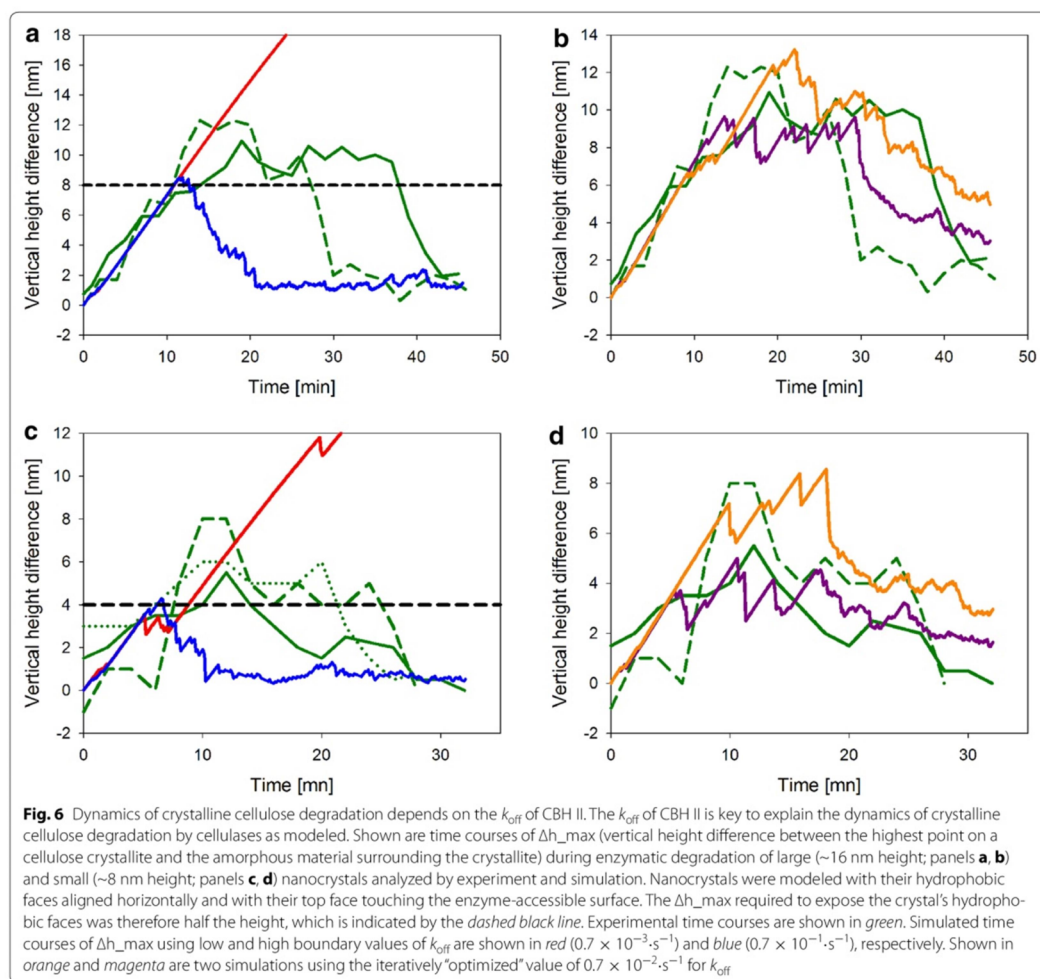 a
18
16
14
12
10
8
6
4
2
0
-2
Vertical height difference [nm]
0 10 20 30 40 50
Time [min]
b
14
12
10
8
6
4
2
0
-2
Vertical height difference [nm]
0 10 20 30 40 50
Time [min]
c
12
10
8
6
4
2
0
-2
Vertical height difference [nm]
0 10 20 30
Time [mn]
d
10
8
6
4
2
0
-2
Vertical height difference [nm]
0 10 20 30
Time [mn]
Fig. 6 Dynamics of crystalline cellulose degradation depends on the koff of CBH II. The koff of CBH II is key to explain the dynamics of crystalline
cellulose degradation by cellulases as modeled. Shown are time courses of Δh_max (vertical height difference between the highest point on a
cellulose crystallite and the amorphous material surrounding the crystallite) during enzymatic degradation of large (~16 nm height; panels a, b)
and small (~8 nm height; panels c, d) nanocrystals analyzed by experiment and simulation. Nanocrystals were modeled with their hydrophobic
faces aligned horizontally and with their top face touching the enzyme-accessible surface. The Δh_max required to expose the crystal's hydropho-
bic faces was therefore half the height, which is indicated by the dashed black line. Experimental time courses are shown in green. Simulated time
courses of Δh_max using low and high boundary values of koff are shown in red (0.7 × 10⁻³·s⁻¹) and blue (0.7 × 10⁻¹·s⁻¹), respectively. Shown in
orange and magenta are two simulations using the iteratively "optimized" value of 0.7 × 10⁻²·s⁻¹ for koff